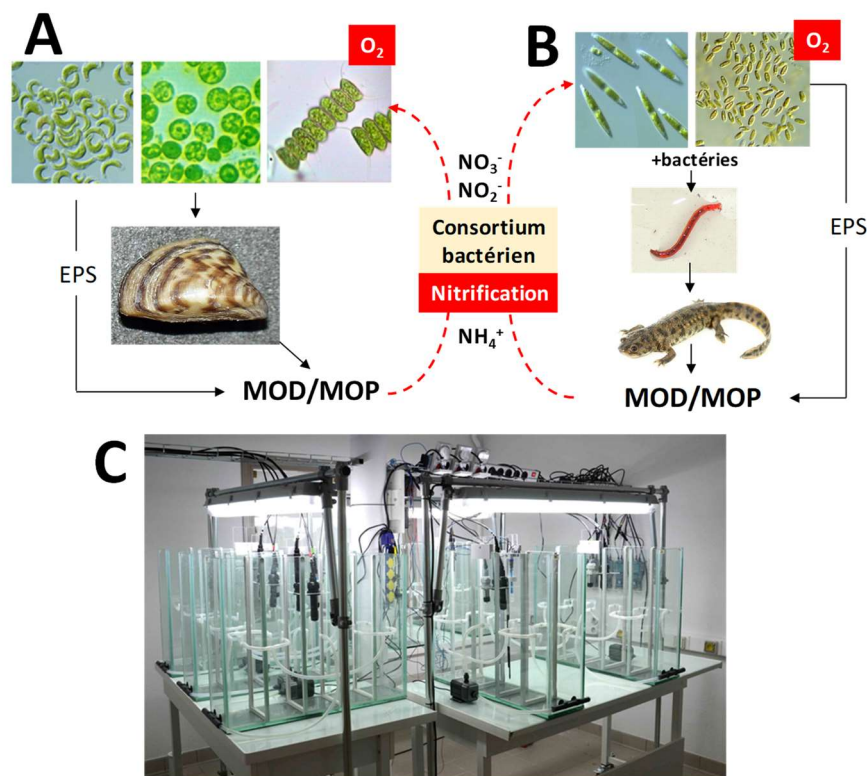 A
O₂
B
O₂
+bactéries
NO₃⁻
NO₂⁻
EPS
Consortium
bactérien
EPS
Nitrification
NH₄⁺
MOD/MOP
MOD/MOP
C